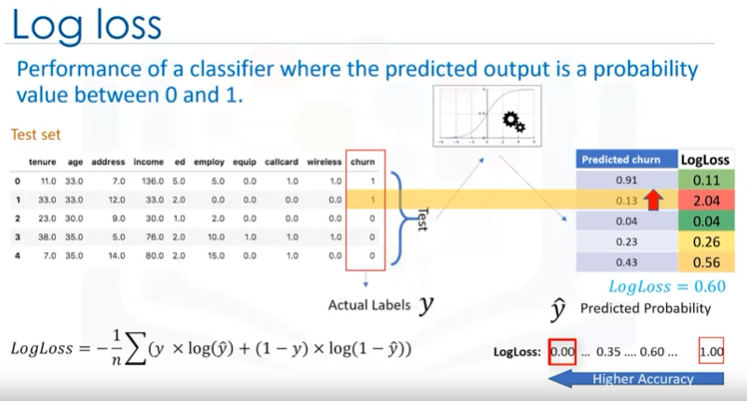 Log loss
Performance of a classifier where the predicted output is a probability
value between 0 and 1.
Test set
tenure age address income ed employ equip callcard wireless churn
0 11.0 33.0 7.0 136.0 5.0 5.0 0.0 1.0 1.0 1
1 33.0 33.0 12.0 33.0 2.0 0.0 0.0 0.0 0.0 1
2 23.0 30.0 9.0 30.0 1.0 2.0 0.0 0.0 0.0 0
3 38.0 35.0 5.0 76.0 2.0 10.0 1.0 1.0 1.0 0
4 7.0 35.0 14.0 80.0 2.0 15.0 0.0 1.0 0.0 0
Test
Predicted churn LogLoss
0.91 0.11
0.13 2.04
0.04 0.04
0.23 0.26
0.43 0.56
LogLoss = 0.60
Actual Labels y
ŷ Predicted Probability
LogLoss = −1/n ∑(y × log(ŷ) + (1 − y) × log(1 − ŷ))
LogLoss: 0.00 ... 0.35 .... 0.60 ... 1.00
Higher Accuracy